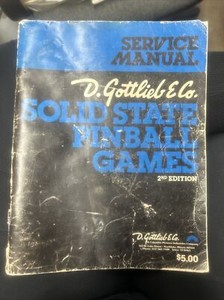 SERVICE
MANUAL
D. Gottlieb & Co.
SOLID STATE
PINBALL
GAMES
2ND EDITION
D. Gottlieb & Co.
$5.00